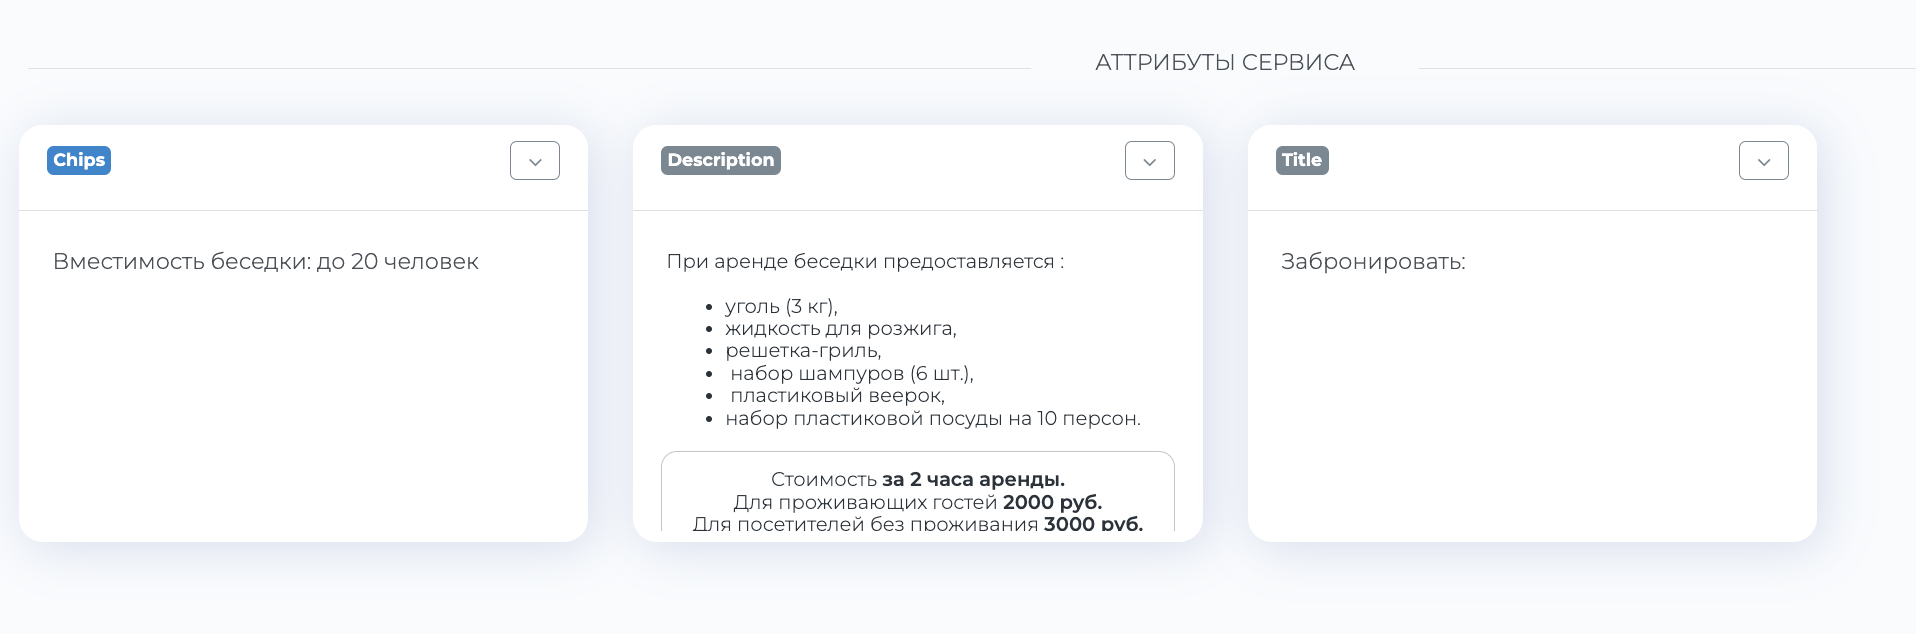 АТТРИБУТЫ СЕРВИСА
Chips
Вместимость беседки: до 20 человек
Description
При аренде беседки предоставляется :
уголь (3 кг),
жидкость для розжига,
решетка-гриль,
набор шампуров (6 шт.),
пластиковый веерок,
набор пластиковой посуды на 10 персон.
Стоимость за 2 часа аренды.
Для проживающих гостей 2000 руб.
Для посетителей без проживания 3000 руб.
Title
Забронировать: